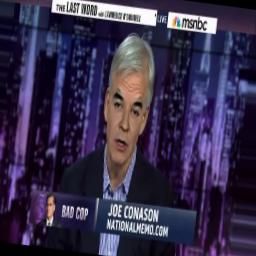 THE LAST WORD WITH LAWRENCE O'DONNELL
LIVE
msnbc
BAD COP
JOE CONASON
NATIONALMEMO.COM